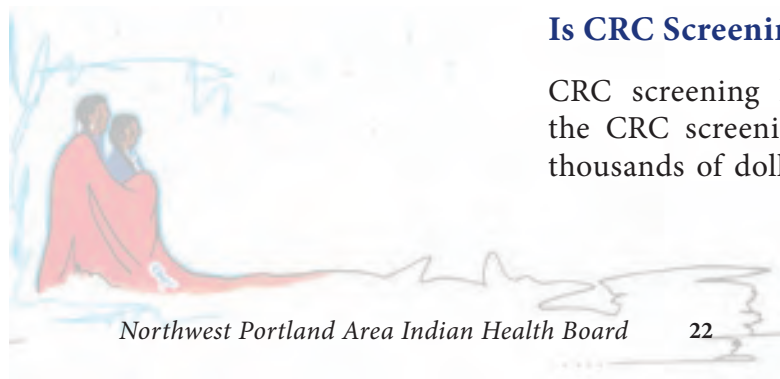 Is CRC Screenin
CRC screening
the CRC screeni
thousands of doll
Northwest Portland Area Indian Health Board 22